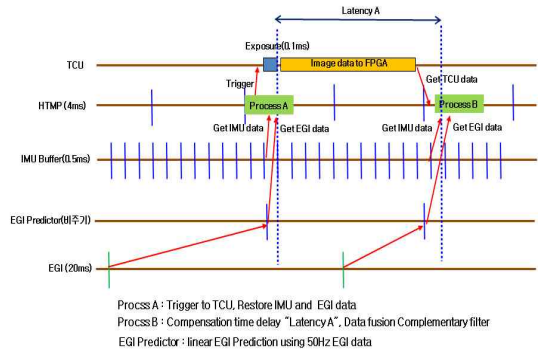 Latency A
Exposure(0.1ms)
TCU
Image data to FPGA
Trigger
Get TCU data
HTMP (4ms)
Process A
Process B
Get IMU data
Get EGI data
Get IMU data
Get EGI data
IMU Buffer(0.5ms)
EGI Predictor(비주기)
EGI (20ms)
Procss A : Trigger to TCU, Restore IMU and EGI data
Procss B : Compensation time delay “Latency A”, Data fusion Complementary filter
EGI Predictor : linear EGI Prediction using 50Hz EGI data